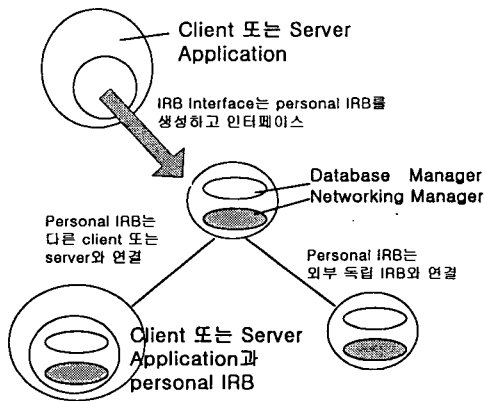 Client 또는 Server
Application
IRB Interface는 personal IRB를
생성하고 인터페이스
Database Manager
Networking Manager
Personal IRB는
다른 client 또는
server와 연결
Personal IRB는
외부 독립 IRB와 연결
Client 또는 Server
Application과
personal IRB